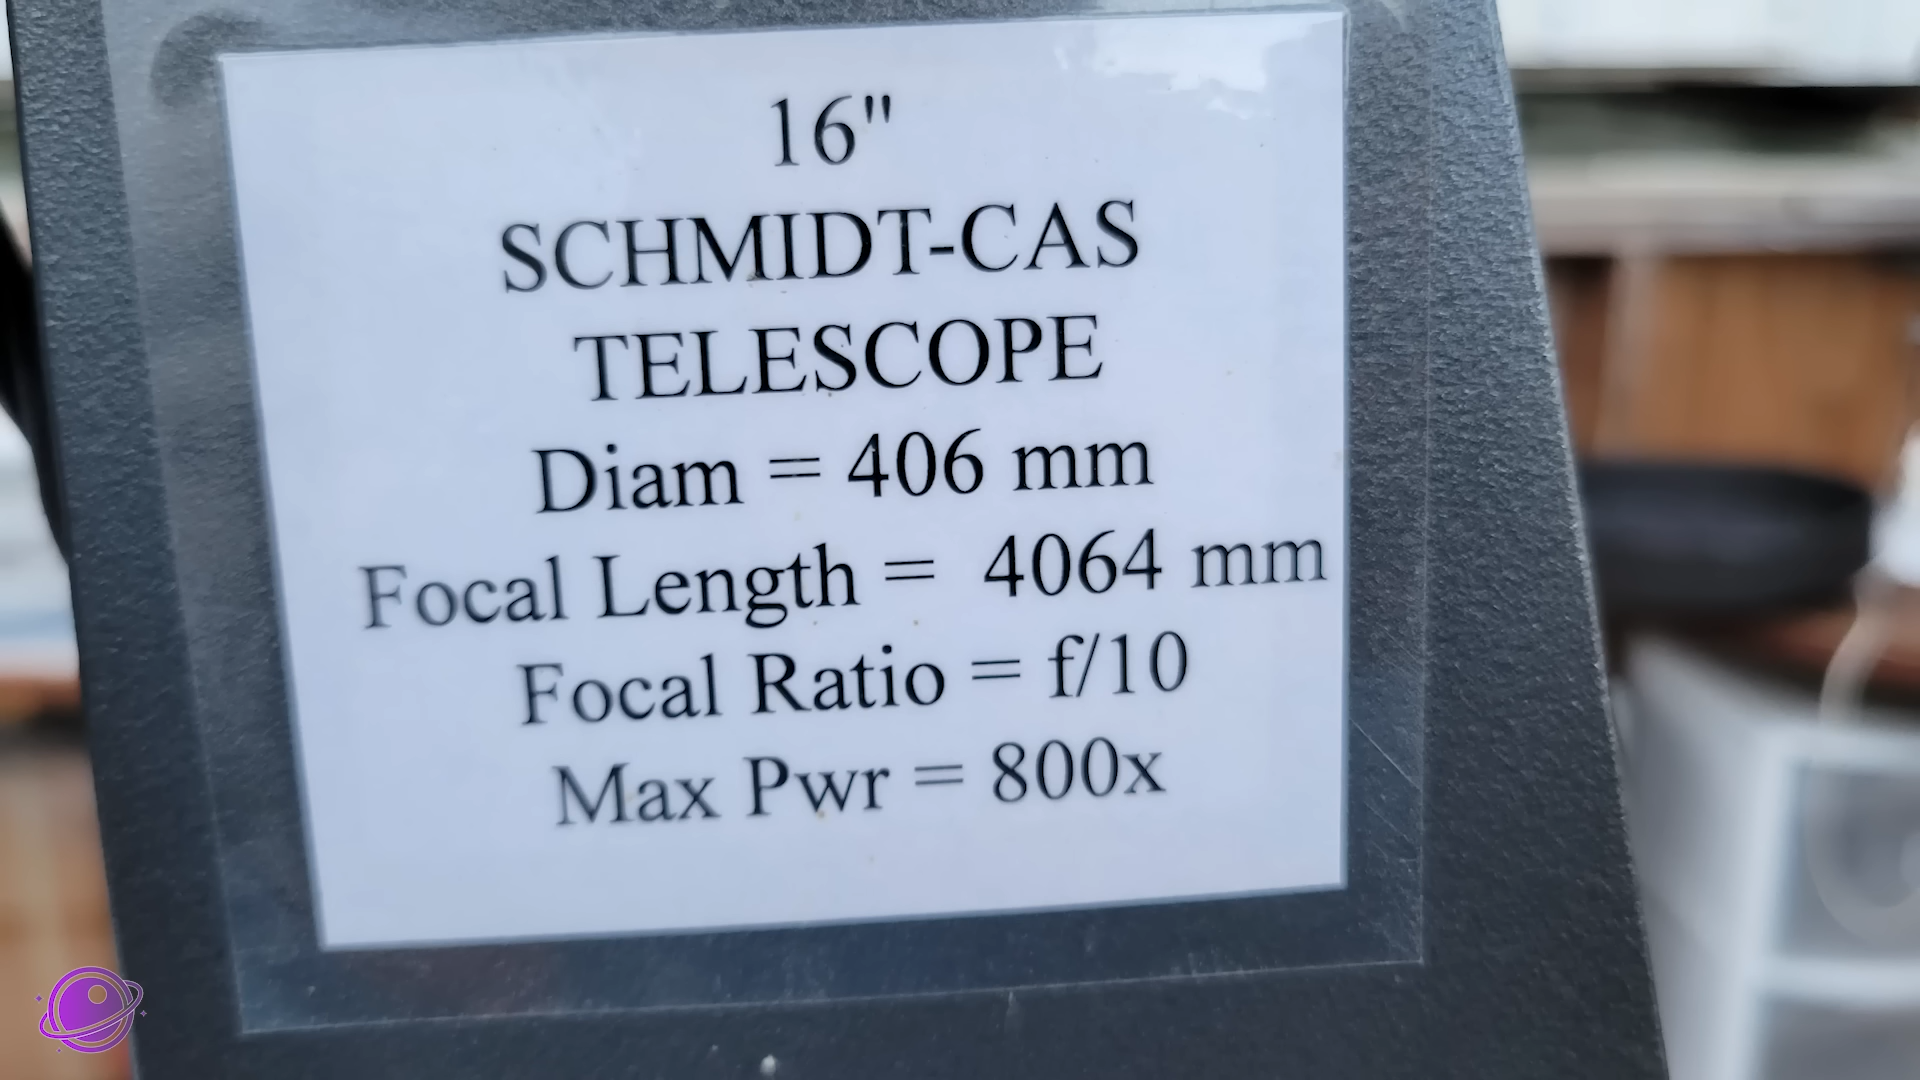 16"
SCHMIDT-CAS
TELESCOPE
Diam = 406 mm
Focal Length = 4064 mm
Focal Ratio = f/10
Max Pwr = 800x